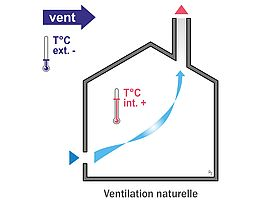 vent
T°C
ext. -
T°C
int. +
Ventilation naturelle